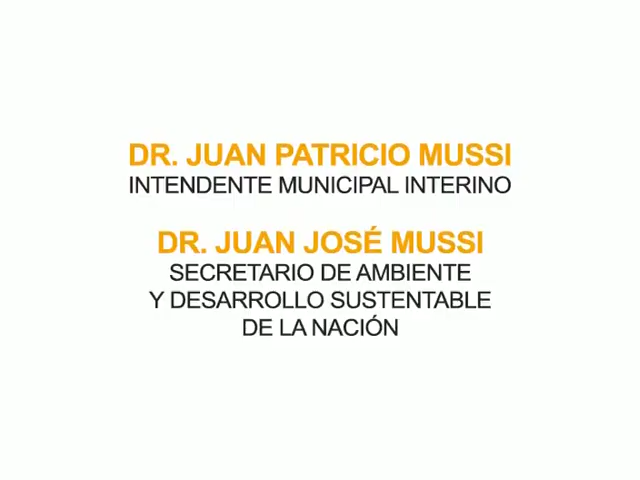 DR. JUAN PATRICIO MUSSI
INTENDENTE MUNICIPAL INTERINO
DR. JUAN JOSÉ MUSSI
SECRETARIO DE AMBIENTE
Y DESARROLLO SUSTENTABLE
DE LA NACIÓN